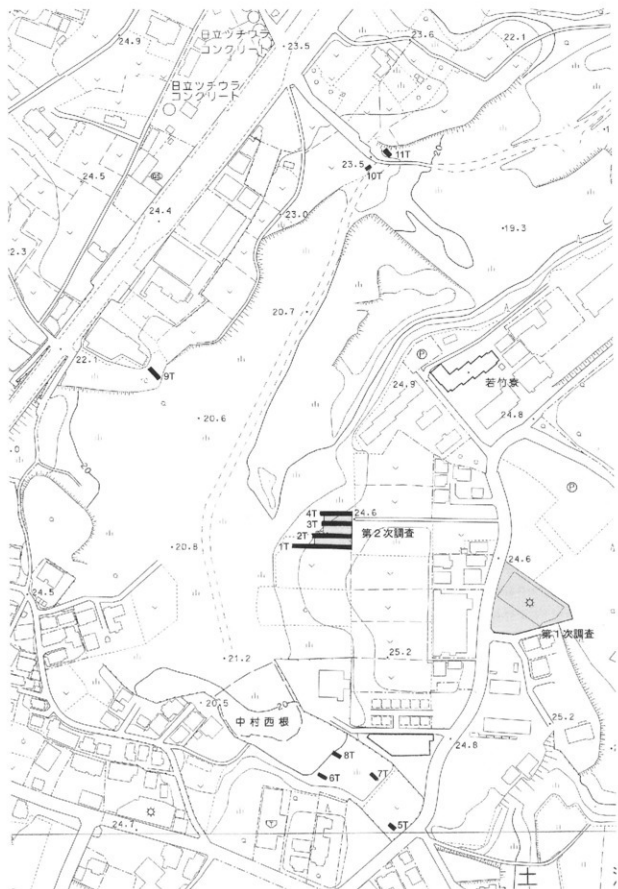 24.9
日立ツチウラ
コンクリート
23.5
23.6
22.1
日立ツチウラ
コンクリート
24.5
23.5
11T
10T
20
24.4
23.0
19.3
20.7
22.1
9T
24.9
P
若竹寮
24.8
20
20.6
P
4T
24.6
3T
2T
第2次調査
1T
20.8
24.6
24.5
第1次調査
21.2
25.2
20.5
20
中村西根
25.2
24.8
8T
6T
7T
5T
24.7
土